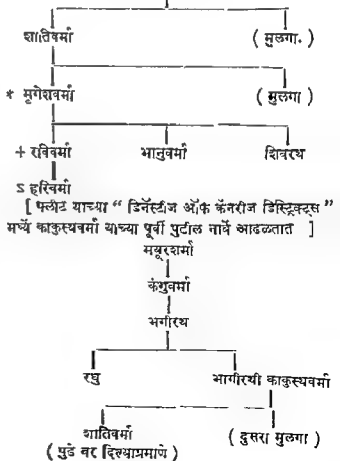 शातिवर्मा (मुलगा.)
* मृगेशवर्मा (मुलगा)
+ रविवर्मा भानुवर्मा शिवरथ
s हरिवर्मा
[ फ्लीट याच्या “ डिनॅस्टीज ऑफ कॅनरीज डिस्ट्रिक्ट्स”
मध्यें काकुस्थवर्मा याच्या पूर्वी पुढील नावें आढळतात ]
मयूरशर्मा
कंगुवर्मा
भगीरथ
रघु भागीरथी काकुस्थवर्मा
शातिवर्मा (दुसरा मुलगा)
( पुढे वर दिल्याप्रमाणे )